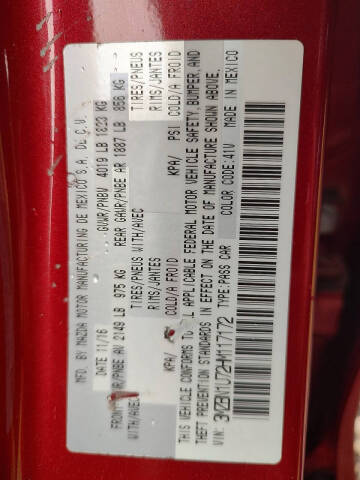 MFD. BY MAZDA MOTOR MANUFACTURING DE MEXICO S.A. DE C.V.
DATE 11/16 GVWR/PNBV 4019 LB 1823 KG
FRONT GAWR/PNBE AV 2149 LB 975 KG REAR GAWR/PNBE AR 1887 LB 856 KG
WITH/AVEC TIRES/PNEUS WITH/AVEC TIRES/PNEUS
RIMS/JANTES RIMS/JANTES
KPA/ COLD/A FROID KPA/ PSI COLD/A FROID
THIS VEHICLE CONFORMS TO ALL APPLICABLE FEDERAL MOTOR VEHICLE SAFETY, BUMPER, AND
THEFT PREVENTION STANDARDS IN EFFECT ON THE DATE OF MANUFACTURE SHOWN ABOVE.
VIN: 3MZBN1U72HM117172 TYPE:PASS CAR COLOR CODE:41V MADE IN MEXICO